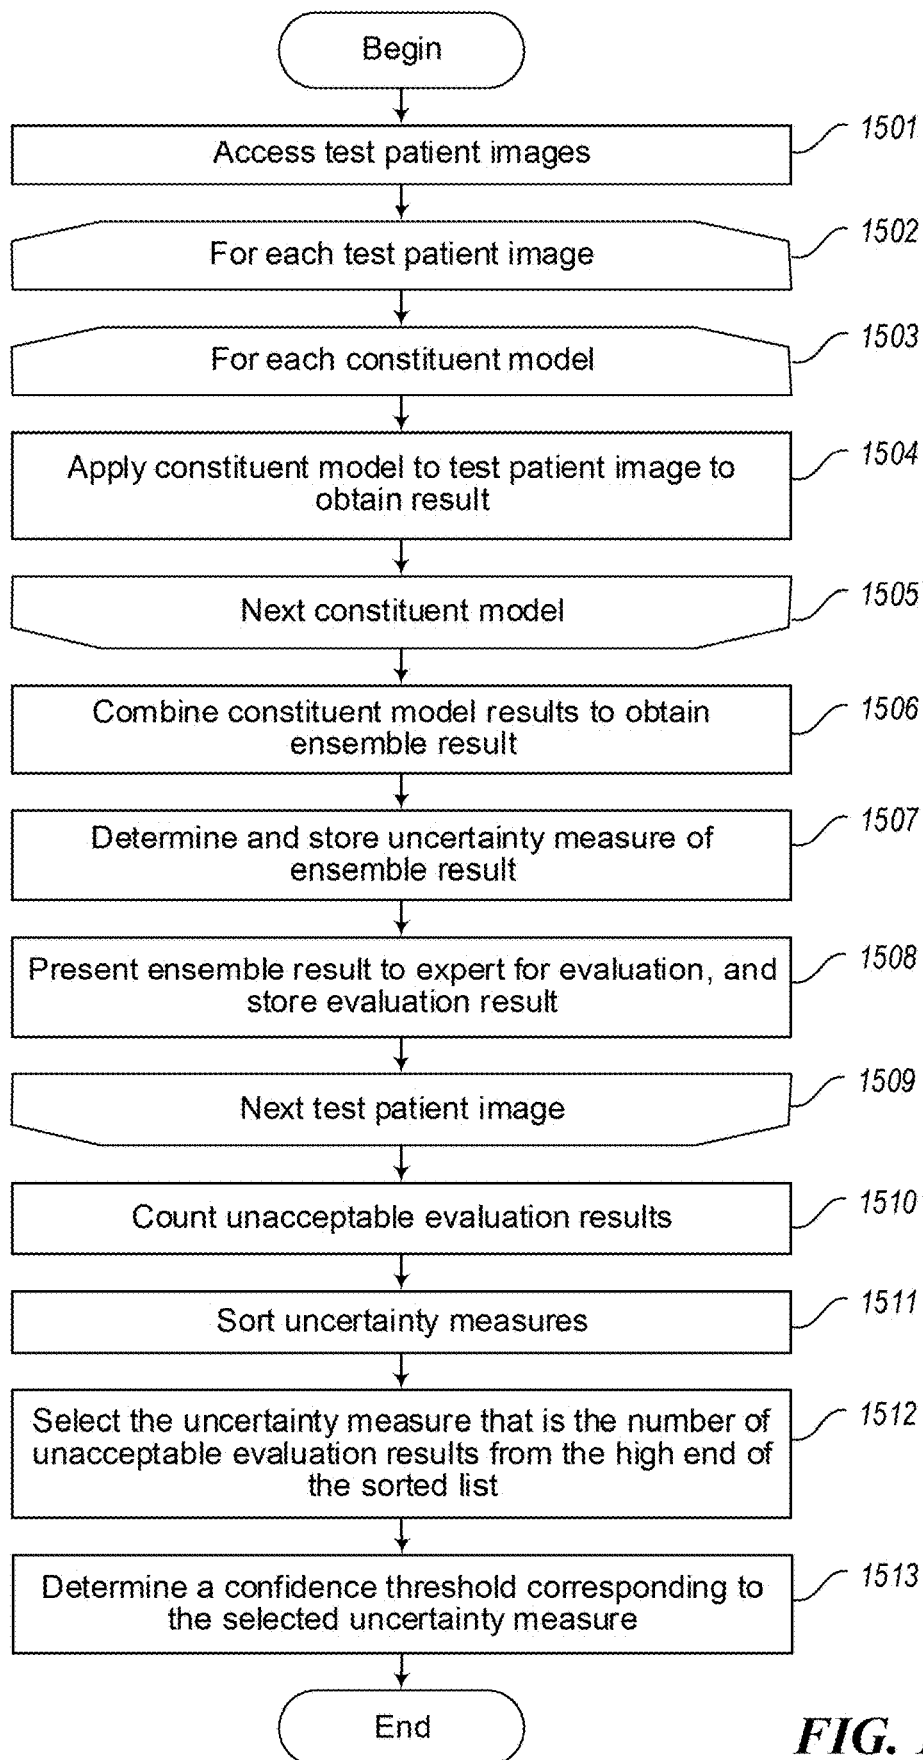 Begin
Access test patient images
1501
For each test patient image
1502
For each constituent model
1503
Apply constituent model to test patient image to
obtain result
1504
Next constituent model
1505
Combine constituent model results to obtain
ensemble result
1506
Determine and store uncertainty measure of
ensemble result
1507
Present ensemble result to expert for evaluation, and
store evaluation result
1508
Next test patient image
1509
Count unacceptable evaluation results
1510
Sort uncertainty measures
1511
Select the uncertainty measure that is the number of
unacceptable evaluation results from the high end of
the sorted list
1512
Determine a confidence threshold corresponding to
the selected uncertainty measure
1513
End
FIG.